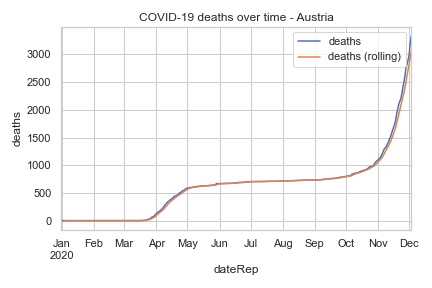 COVID-19 deaths over time - Austria
deaths
deaths (rolling)
deaths
3000
2500
2000
1500
1000
500
0
Jan Feb Mar Apr May Jun Jul Aug Sep Oct Nov Dec
2020
dateRep